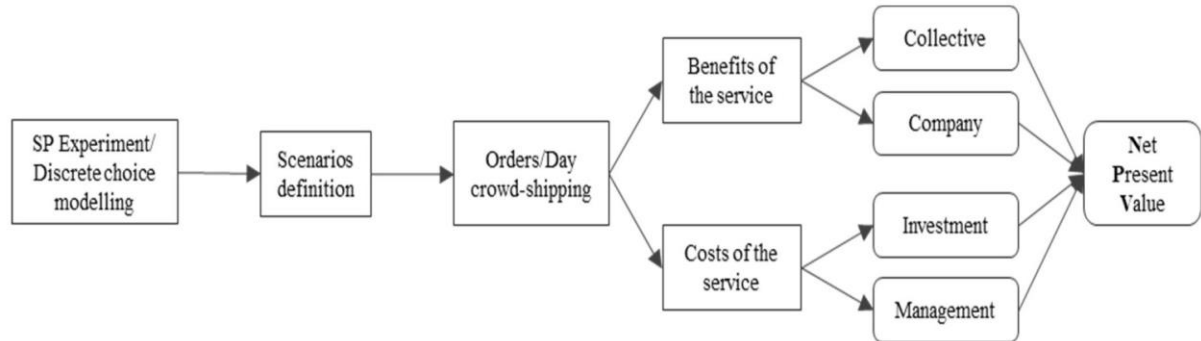 SP Experiment/
Discrete choice
modelling
Scenarios
definition
Orders/Day
crowd-shipping
Benefits of
the service
Costs of the
service
Collective
Company
Investment
Management
Net
Present
Value